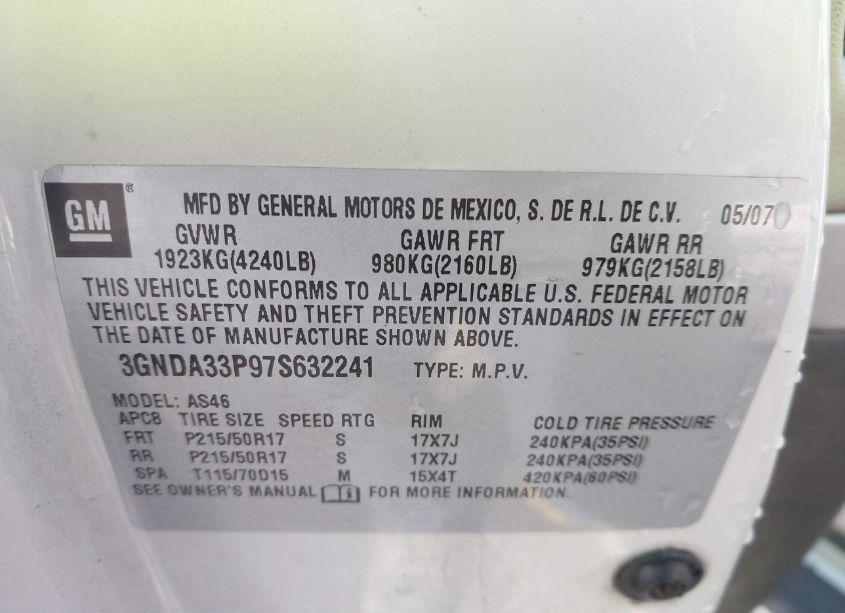 GM ® MFD BY GENERAL MOTORS DE MEXICO, S. DE R.L. DE C.V. 05/07
GVWR GAWR FRT GAWR RR
1923KG(4240LB) 980KG(2160LB) 979KG(2158LB)
THIS VEHICLE CONFORMS TO ALL APPLICABLE U.S. FEDERAL MOTOR
VEHICLE SAFETY AND THEFT PREVENTION STANDARDS IN EFFECT ON
THE DATE OF MANUFACTURE SHOWN ABOVE.
3GNDA33P97S632241 TYPE: M.P.V.
MODEL: AS46
APC8 TIRE SIZE SPEED RTG RIM COLD TIRE PRESSURE
FRT P215/50R17 S 17X7J 240KPA(35PSI)
RR P215/50R17 S 17X7J 240KPA(35PSI)
SPA T115/70D15 M 15X4T 420KPA(60PSI)
SEE OWNER'S MANUAL FOR MORE INFORMATION.